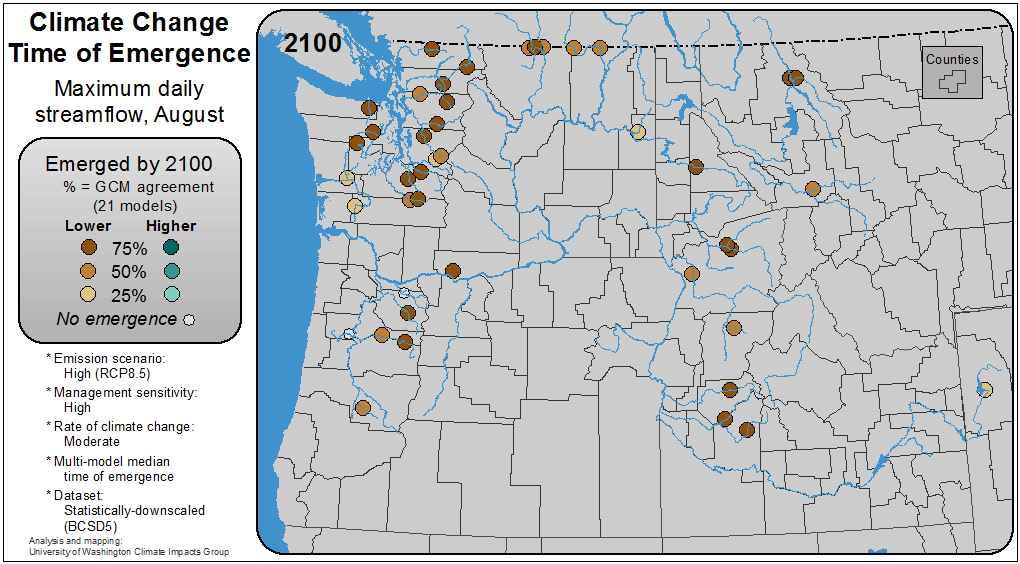 Climate Change
Time of Emergence
Maximum daily
streamflow, August
Emerged by 2100
% = GCM agreement
(21 models)
Lower Higher
75%
50%
25%
No emergence
* Emission scenario:
High (RCP8.5)
* Management sensitivity:
High
* Rate of climate change:
Moderate
* Multi-model median
time of emergence
* Dataset:
Statistically-downscaled
(BCSD5)
Analysis and mapping:
University of Washington Climate Impacts Group
2100
Counties